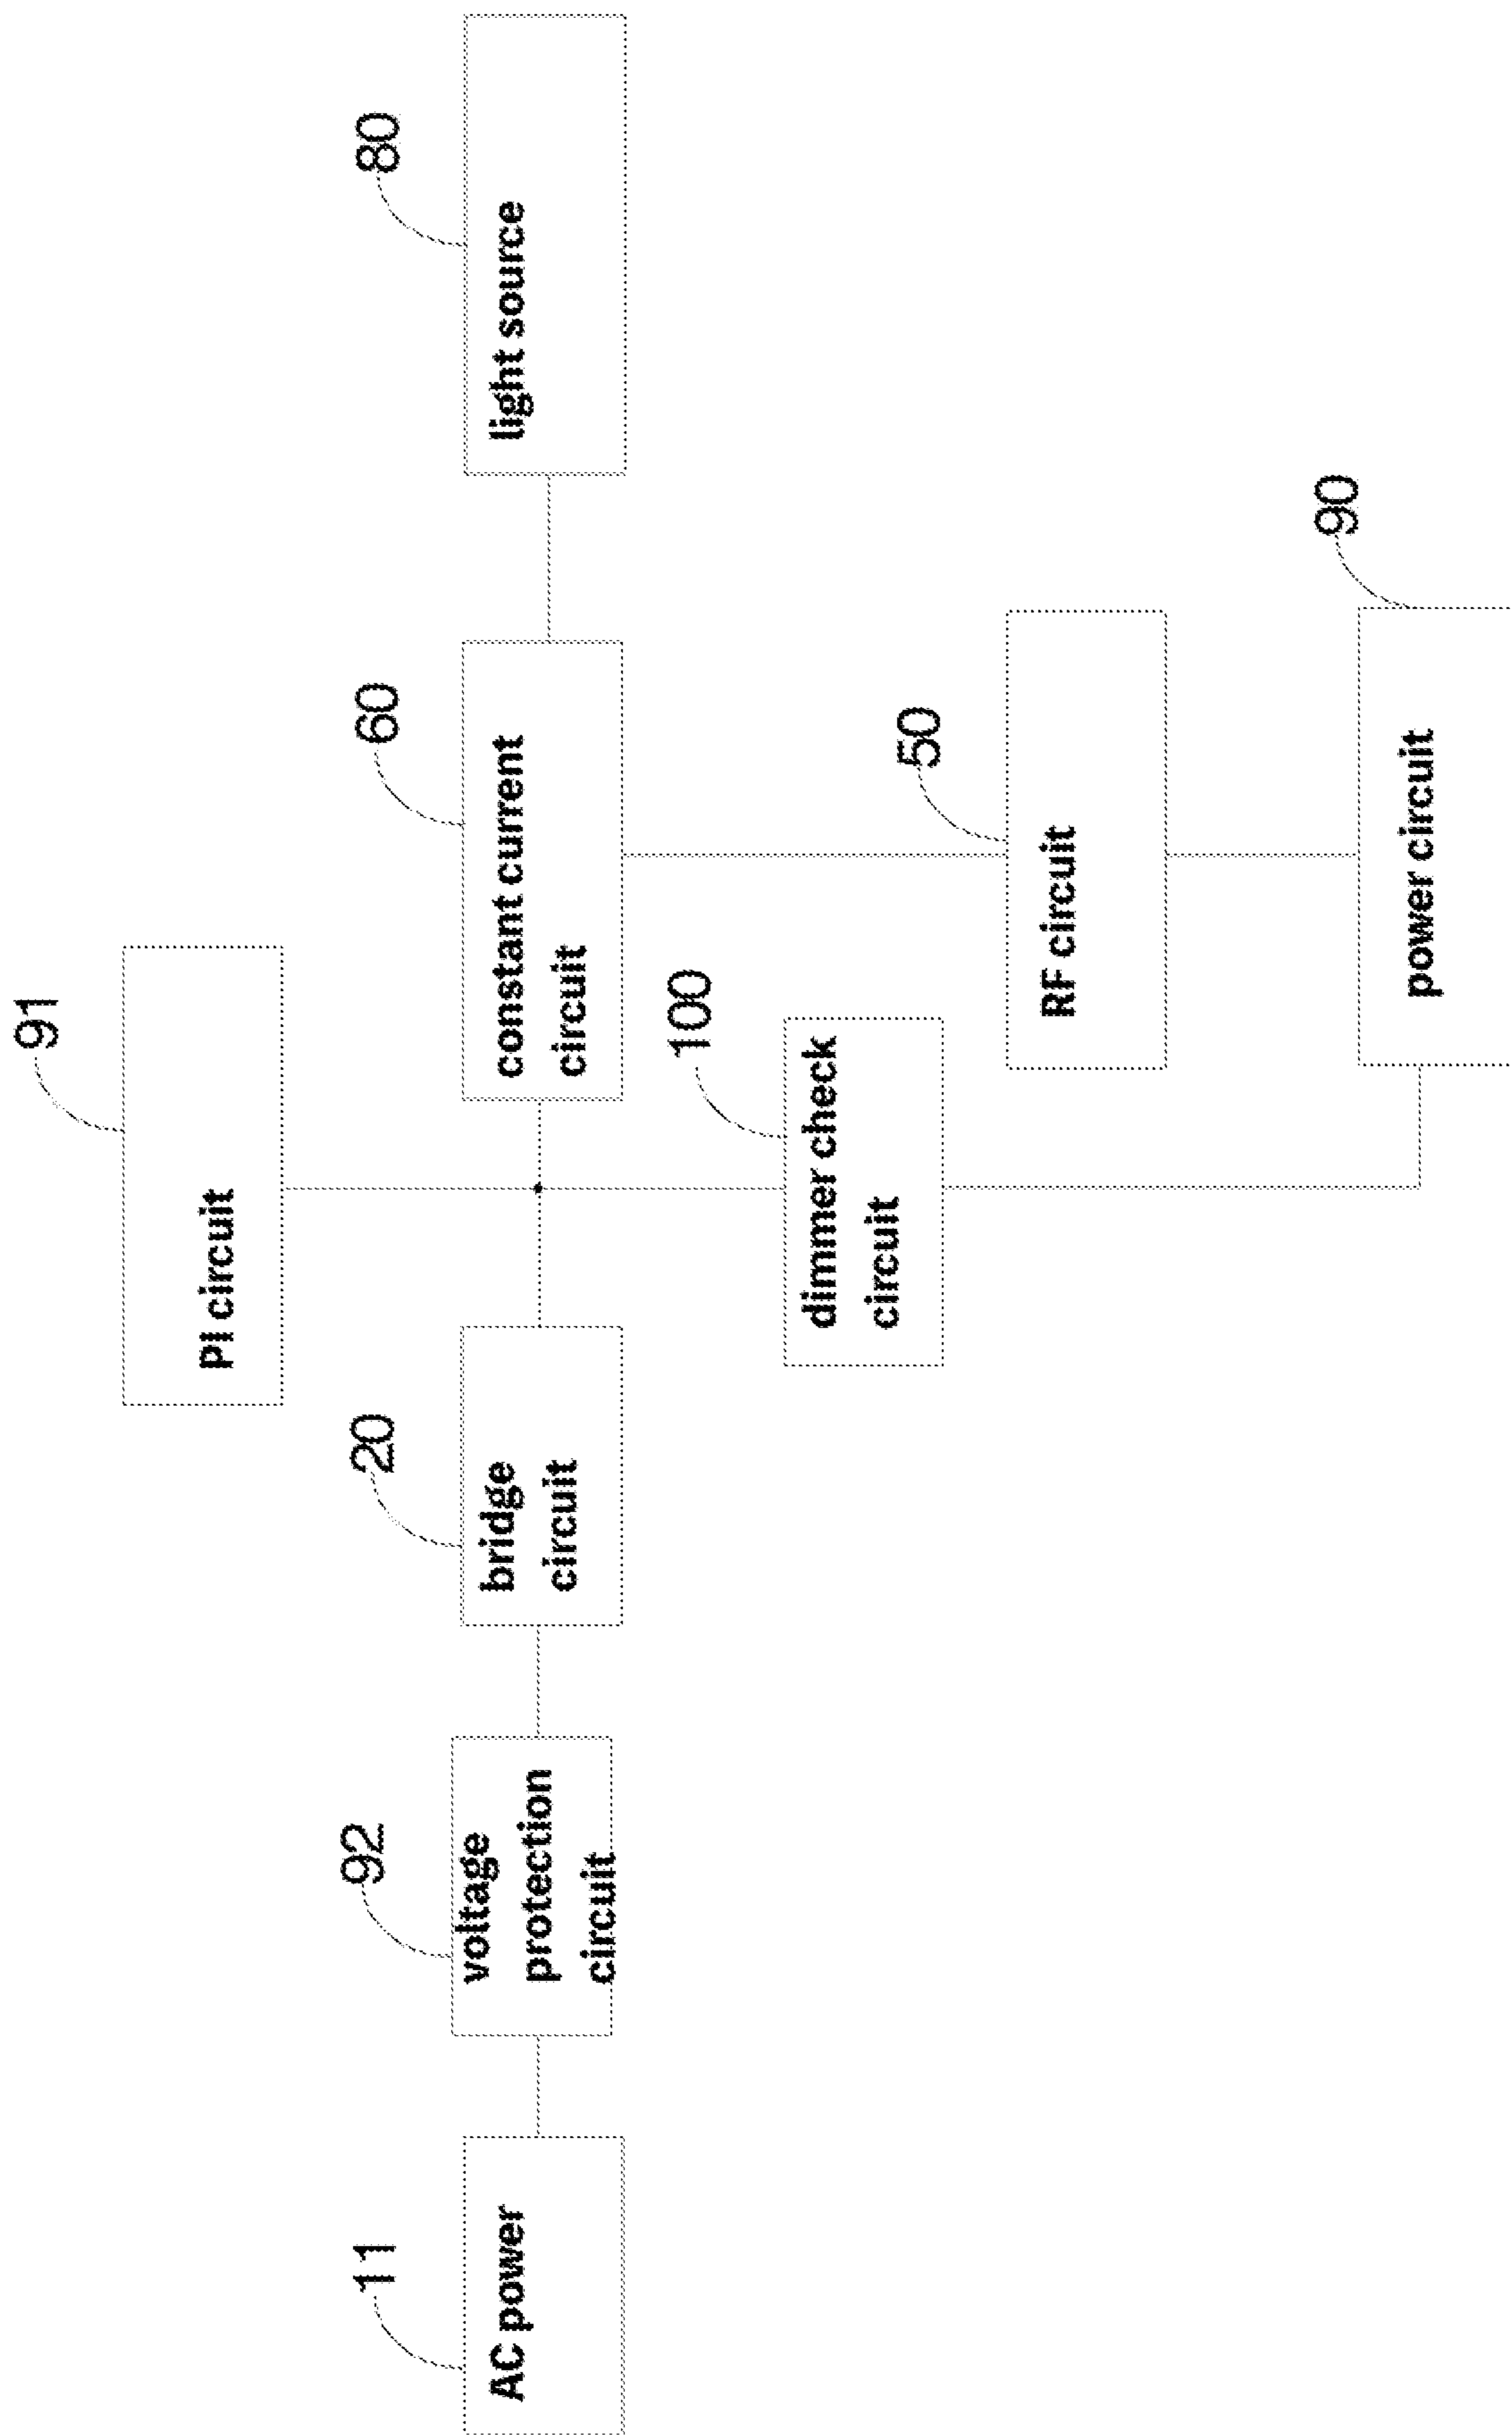 91
PI circuit
11
AC power
92
voltage
protection
circuit
20
bridge
circuit
60
constant current
circuit
80
light source
100
dimmer check
circuit
50
RF circuit
90
power circuit